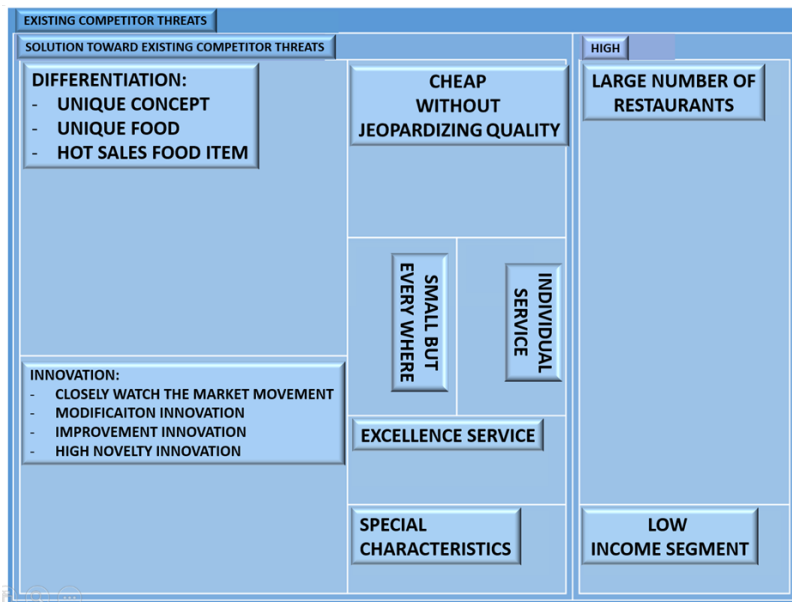 EXISTING COMPETITOR THREATS
SOLUTION TOWARD EXISTING COMPETITOR THREATS
DIFFERENTIATION:
- UNIQUE CONCEPT
- UNIQUE FOOD
- HOT SALES FOOD ITEM
INNOVATION:
- CLOSELY WATCH THE MARKET MOVEMENT
- MODIFICAITON INNOVATION
- IMPROVEMENT INNOVATION
- HIGH NOVELTY INNOVATION
CHEAP
WITHOUT
JEOPARDIZING QUALITY
SMALL BUT
EVERY WHERE
INDIVIDUAL
SERVICE
EXCELLENCE SERVICE
SPECIAL
CHARACTERISTICS
HIGH
LARGE NUMBER OF
RESTAURANTS
LOW
INCOME SEGMENT